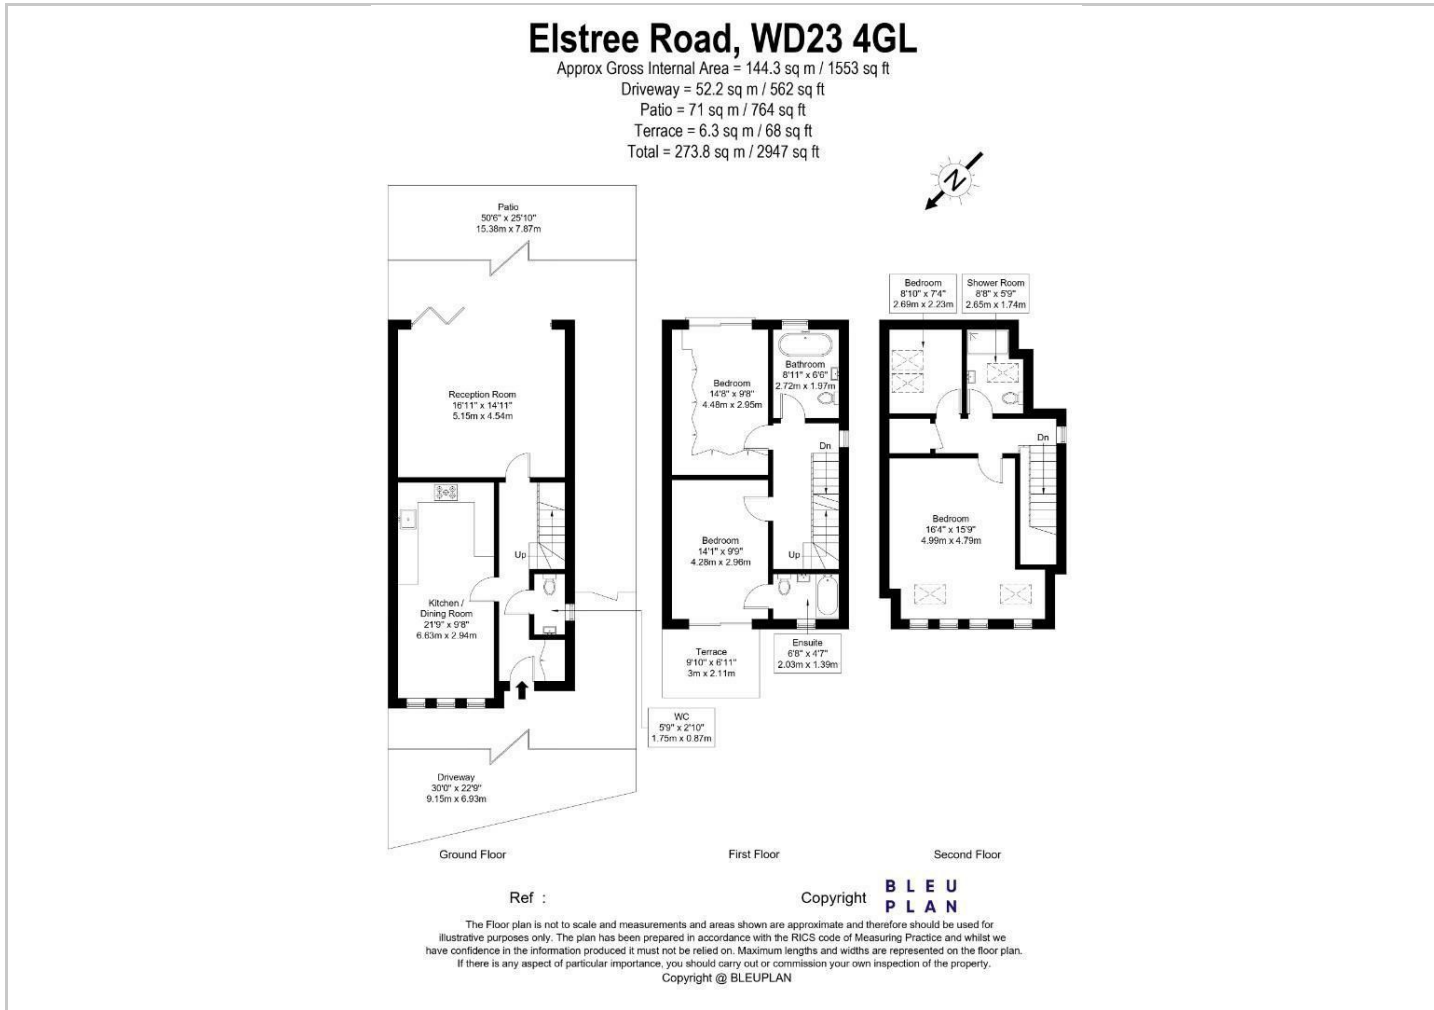 Elstree Road, WD23 4GL
Approx Gross Internal Area = 144.3 sq m / 1553 sq ft
Driveway = 52.2 sq m / 562 sq ft
Patio = 71 sq m / 764 sq ft
Terrace = 6.3 sq m / 68 sq ft
Total = 273.8 sq m / 2947 sq ft
N
Patio
50'6" x 25'10"
15.38m x 7.87m
Reception Room
16'11" x 14'11"
5.15m x 4.54m
Up
Kitchen /
Dining Room
21'9" x 9'8"
6.63m x 2.94m
WC
5'9" x 2'10"
1.75m x 0.87m
Driveway
30'0" x 22'9"
9.15m x 6.93m
Ground Floor
Bedroom
14'8" x 9'8"
4.48m x 2.95m
Bathroom
8'11" x 6'6"
2.72m x 1.97m
Dn
Bedroom
14'1" x 9'9"
4.28m x 2.96m
Up
Ensuite
6'8" x 4'7"
2.03m x 1.39m
Terrace
9'10" x 6'11"
3m x 2.11m
First Floor
Bedroom
8'10" x 7'4"
2.69m x 2.23m
Shower Room
8'8" x 5'9"
2.65m x 1.74m
Dn
Bedroom
16'4" x 15'9"
4.99m x 4.79m
Second Floor
Ref :
Copyright
BLEU
PLAN
The Floor plan is not to scale and measurements and areas shown are approximate and therefore should be used for
illustrative purposes only. The plan has been prepared in accordance with the RICS code of Measuring Practice and whilst we
have confidence in the information produced it must not be relied on. Maximum lengths and widths are represented on the floor plan.
If there is any aspect of particular importance, you should carry out or commission your own inspection of the property.
Copyright @ BLEUPLAN